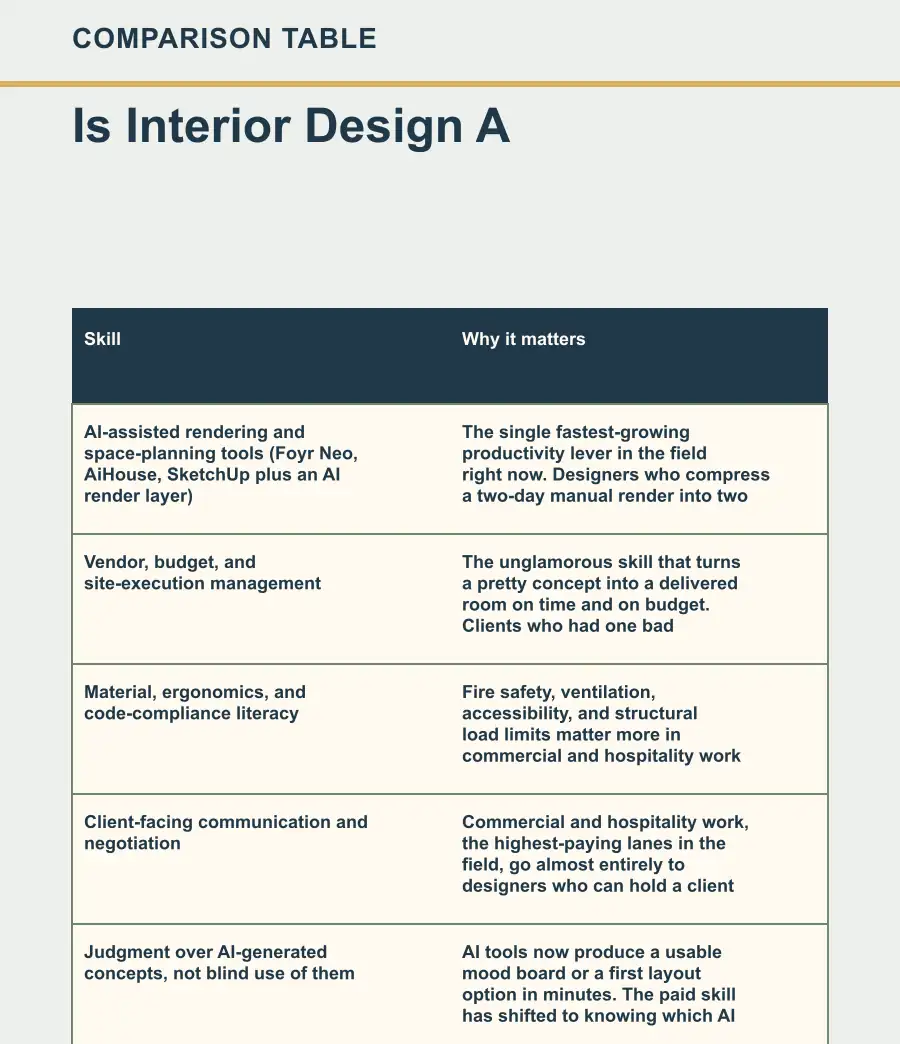 COMPARISON TABLE
Is Interior Design A
Skill
Why it matters
AI-assisted rendering and
space-planning tools (Foyr Neo,
AiHouse, SketchUp plus an AI
render layer)
The single fastest-growing
productivity lever in the field
right now. Designers who compress
a two-day manual render into two
Vendor, budget, and
site-execution management
The unglamorous skill that turns
a pretty concept into a delivered
room on time and on budget.
Clients who had one bad
Material, ergonomics, and
code-compliance literacy
Fire safety, ventilation,
accessibility, and structural
load limits matter more in
commercial and hospitality work
Client-facing communication and
negotiation
Commercial and hospitality work,
the highest-paying lanes in the
field, go almost entirely to
designers who can hold a client
Judgment over AI-generated
concepts, not blind use of them
AI tools now produce a usable
mood board or a first layout
option in minutes. The paid skill
has shifted to knowing which AI